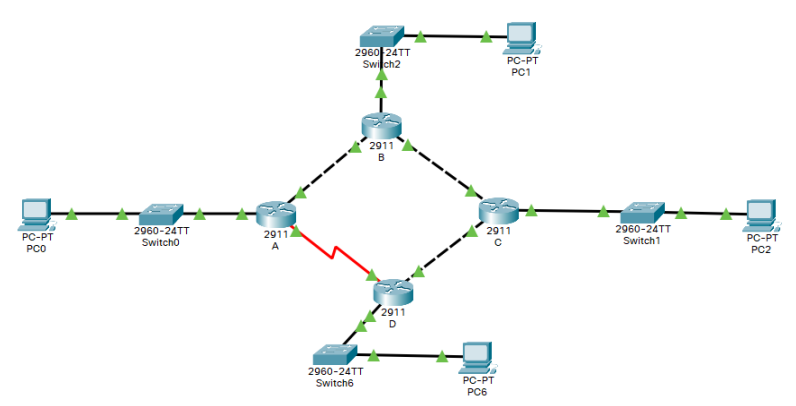 2960-24TT
Switch2
PC-PT
PC1
2911
B
PC-PT
PC0
2960-24TT
Switch0
2911
A
2911
C
2960-24TT
Switch1
PC-PT
PC2
2911
D
2960-24TT
Switch6
PC-PT
PC6